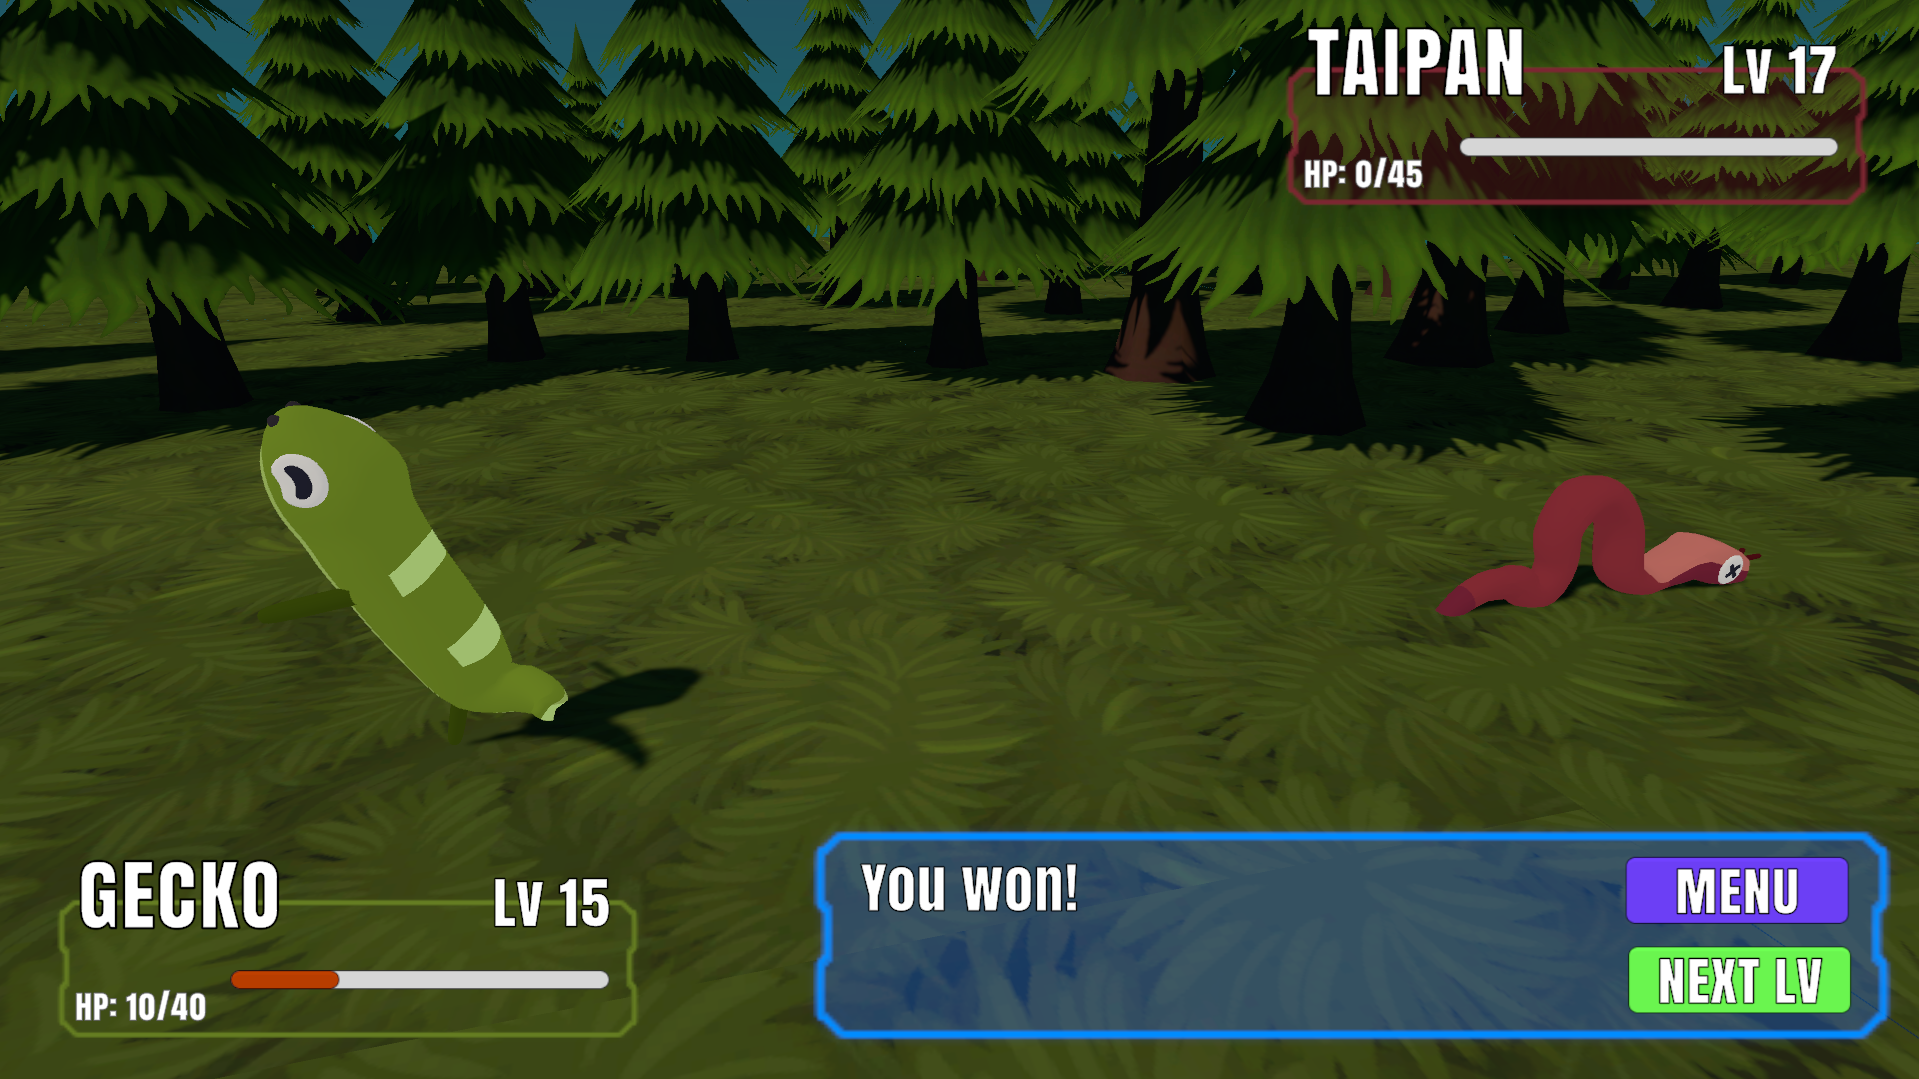 TAIPAN
LV 17
HP: 0/45
GECKO
LV 15
HP: 10/40
You won!
MENU
NEXT LV